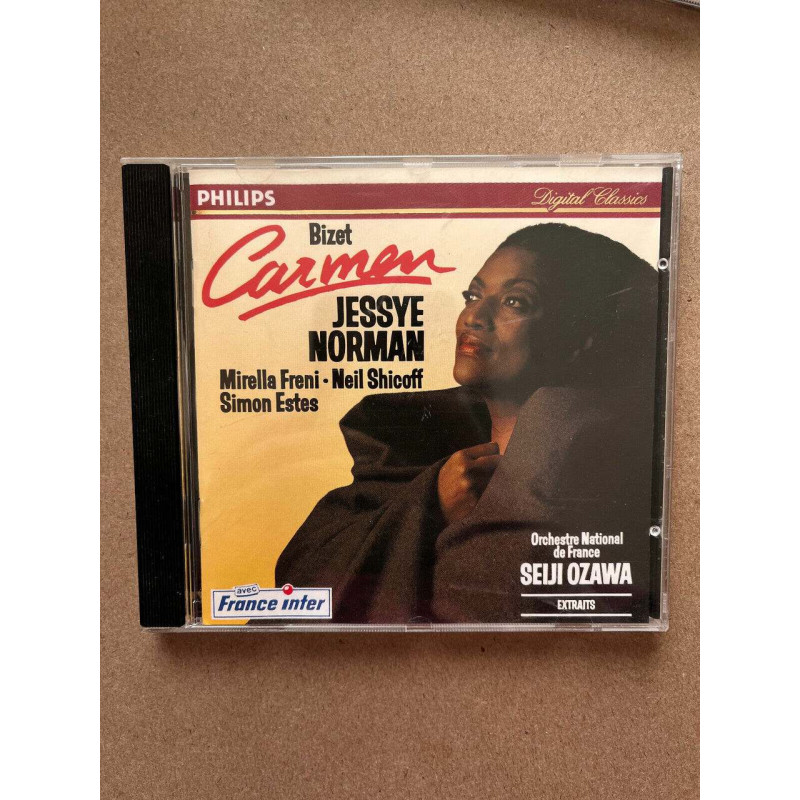 PHILIPS
Digital Classics
Bizet
Carmen
JESSYE
NORMAN
Mirella Freni · Neil Shicoff
Simon Estes
Orchestre National
de France
SEIJI OZAWA
EXTRAITS
avec
France inter